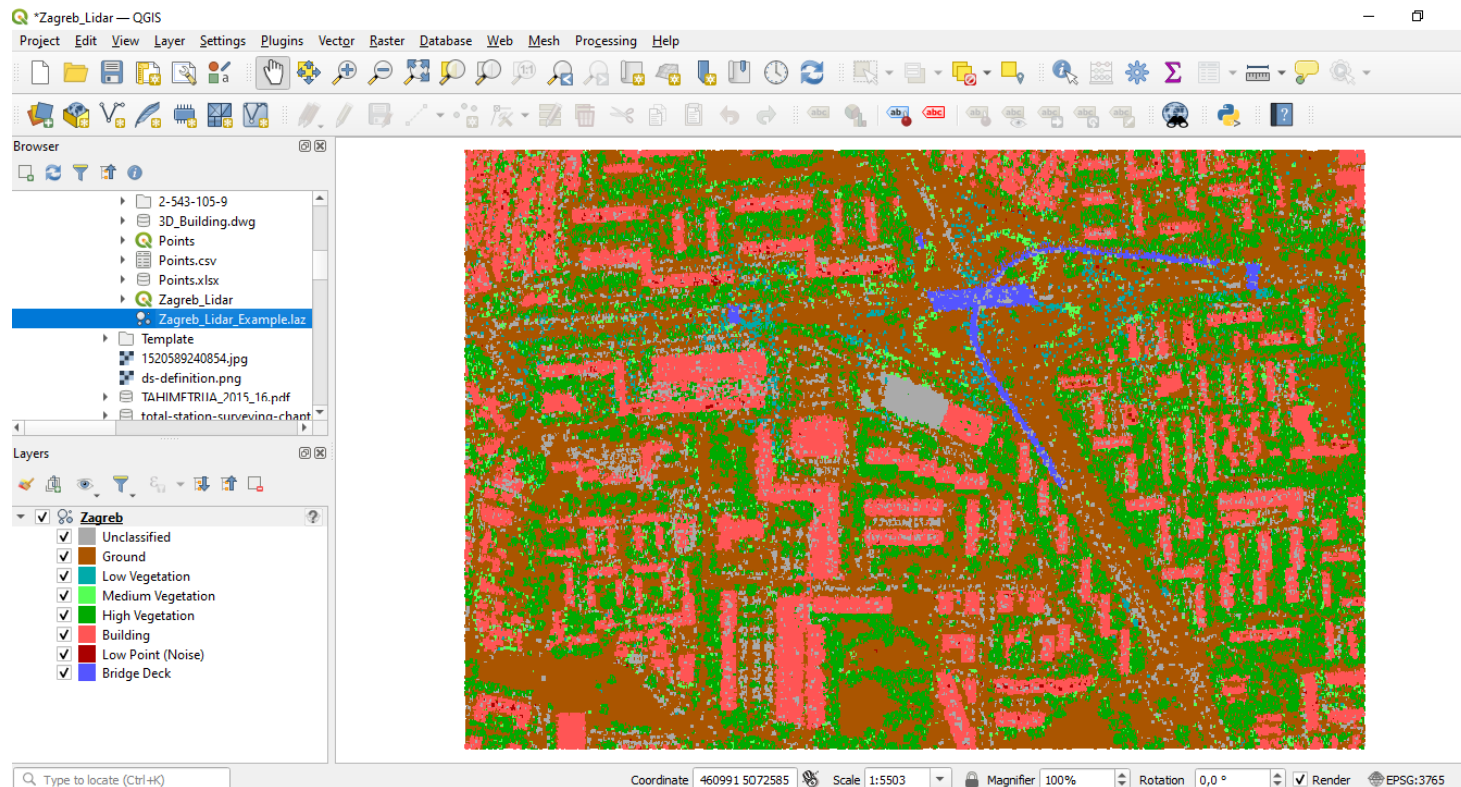 *Zagreb_Lidar — QGIS
Project Edit View Layer Settings Plugins Vector Raster Database Web Mesh Processing Help
Browser
2-543-105-9
3D_Building.dwg
Points
Points.csv
Points.xlsx
Zagreb_Lidar
Zagreb_Lidar_Example.laz
Template
1520589240854.jpg
ds-definition.png
TAHIMETRIJA_2015_16.pdf
total-station-surveying-chapt
Layers
Zagreb
Unclassified
Ground
Low Vegetation
Medium Vegetation
High Vegetation
Building
Low Point (Noise)
Bridge Deck
Type to locate (Ctrl+K) Coordinate 460991 5072585 Scale 1:5503 Magnifier 100% Rotation 0,0 ° Render EPSG:3765